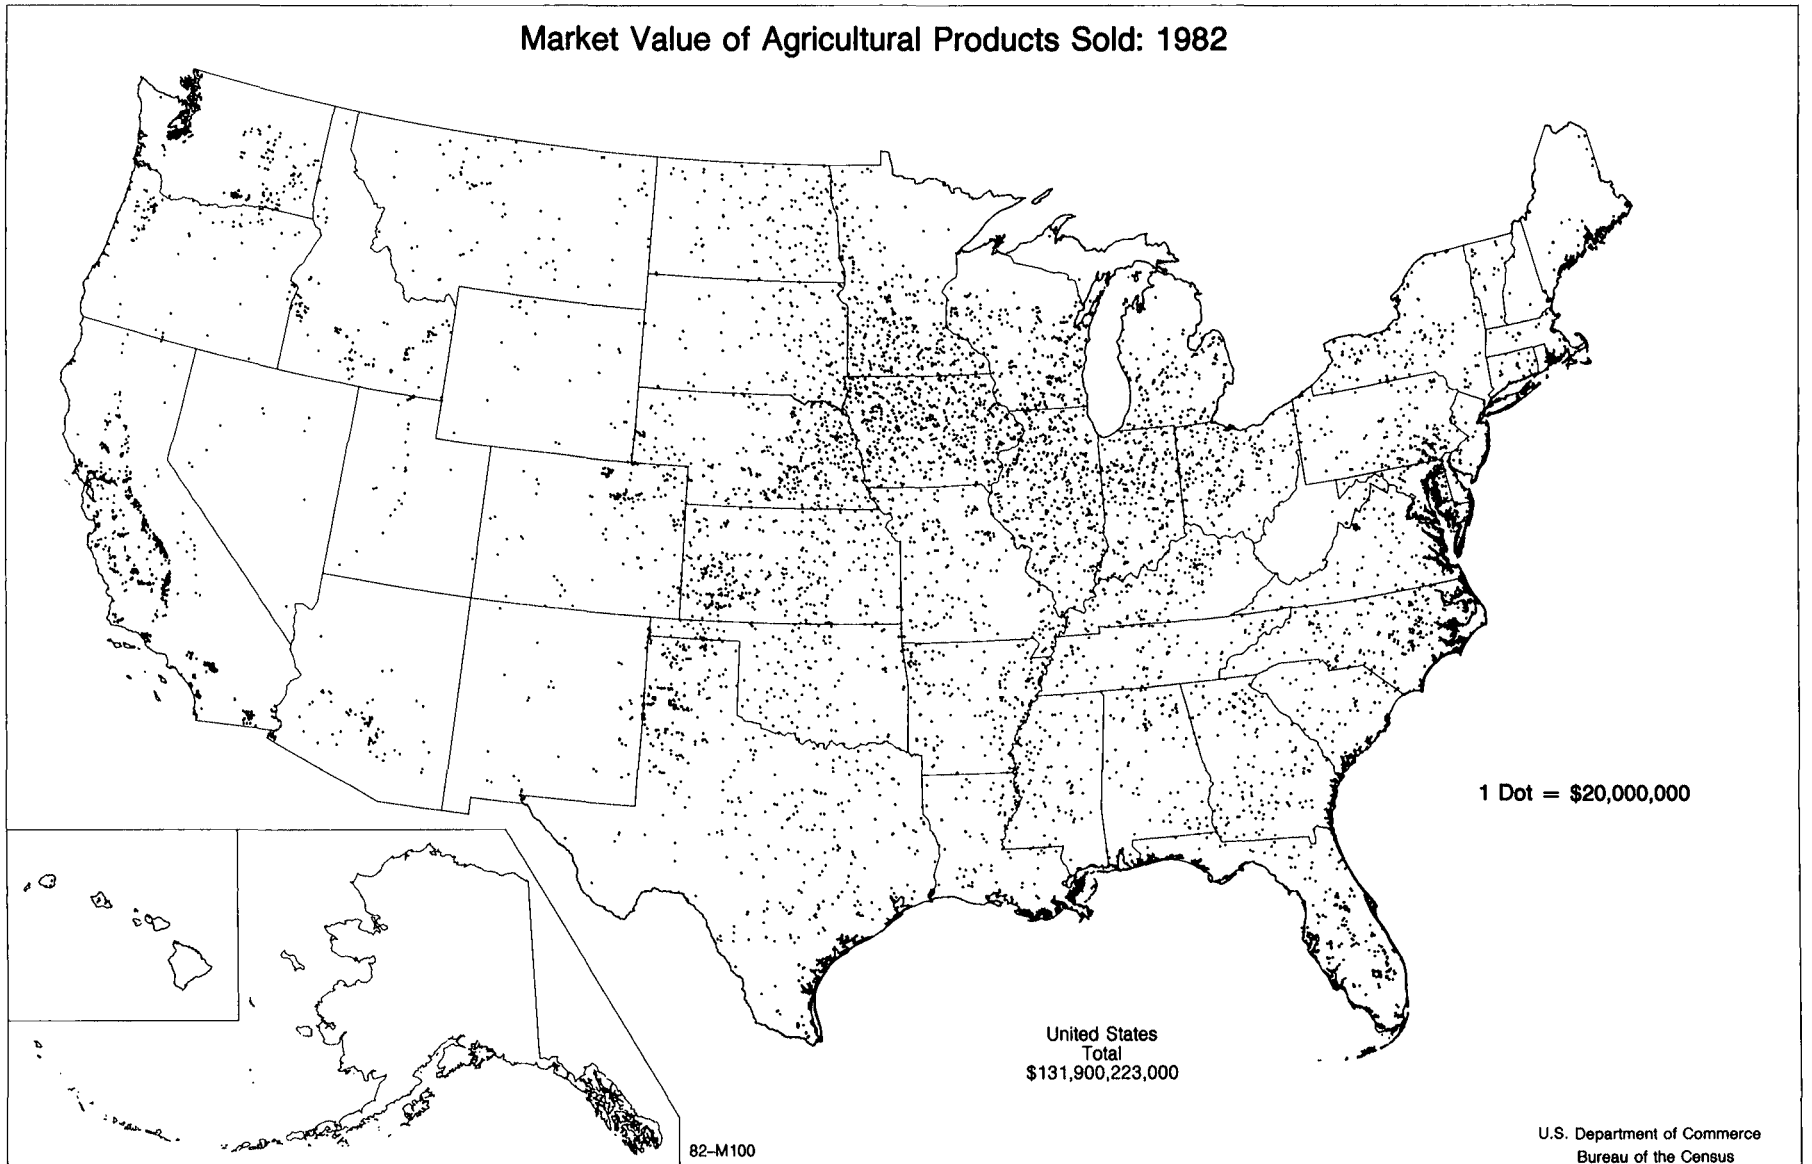 Market Value of Agricultural Products Sold: 1982
1 Dot = $20,000,000
United States
Total
$131,900,223,000
82-M100
U.S. Department of Commerce
Bureau of the Census